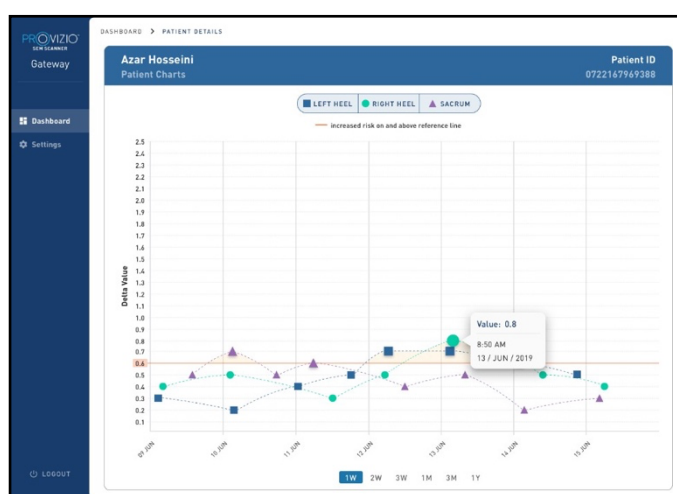 PROVIZIO
SEM SCANNER
Gateway
Dashboard
Settings
LOGOUT
DASHBOARD > PATIENT DETAILS
Azar Hosseini
Patient Charts
Patient ID
0722167969388
LEFT HEEL
RIGHT HEEL
SACRUM
increased risk on and above reference line
Delta Value
2.5
2.4
2.3
2.2
2.1
2.0
1.9
1.8
1.7
1.6
1.5
1.4
1.3
1.2
1.1
1.0
0.9
0.8
0.7
0.6
0.5
0.4
0.3
0.2
0.1
Value: 0.8
8:50 AM
13 / JUN / 2019
09 JUN
10 JUN
11 JUN
12 JUN
13 JUN
14 JUN
15 JUN
1W 2W 3W 1M 3M 1Y